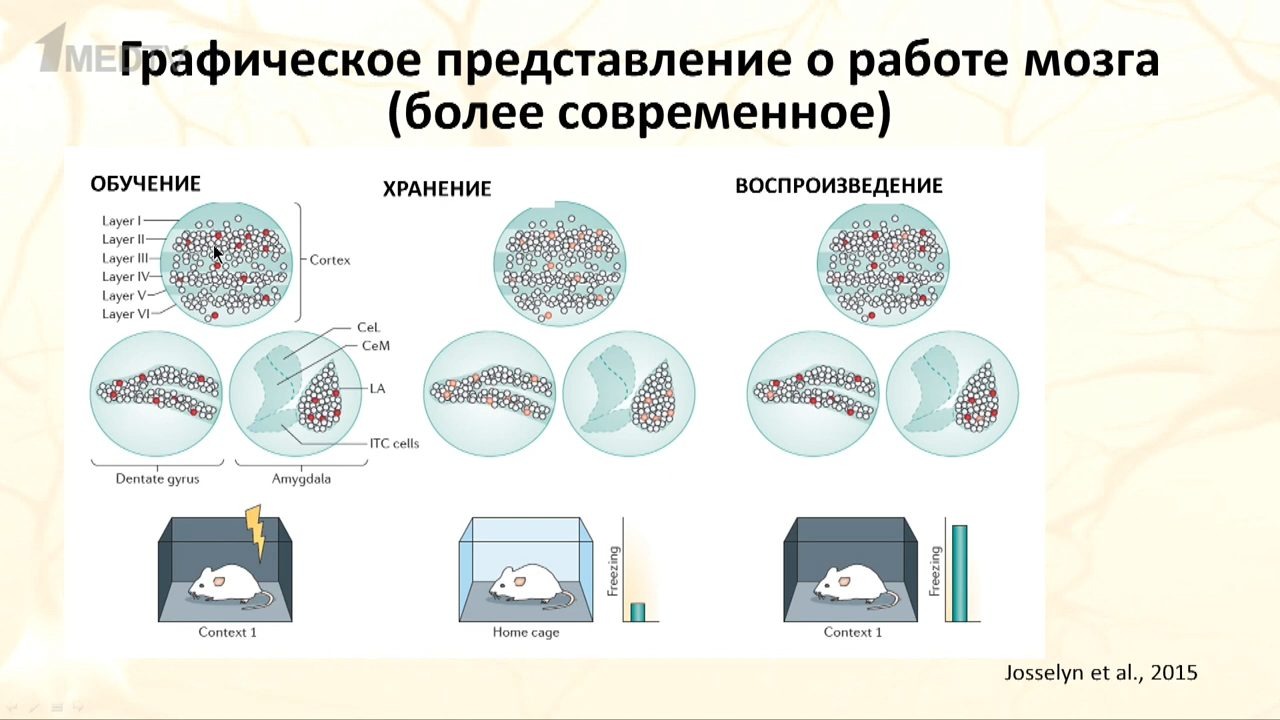 1MEDTV
Графическое представление о работе мозга
(более современное)
ОБУЧЕНИЕ
ХРАНЕНИЕ
ВОСПРОИЗВЕДЕНИЕ
Layer I
Layer II
Layer III
Layer IV
Layer V
Layer VI
Cortex
CeL
CeM
LA
ITC cells
Dentate gyrus
Amygdala
Freezing
Freezing
Context 1
Home cage
Context 1
Josselyn et al., 2015